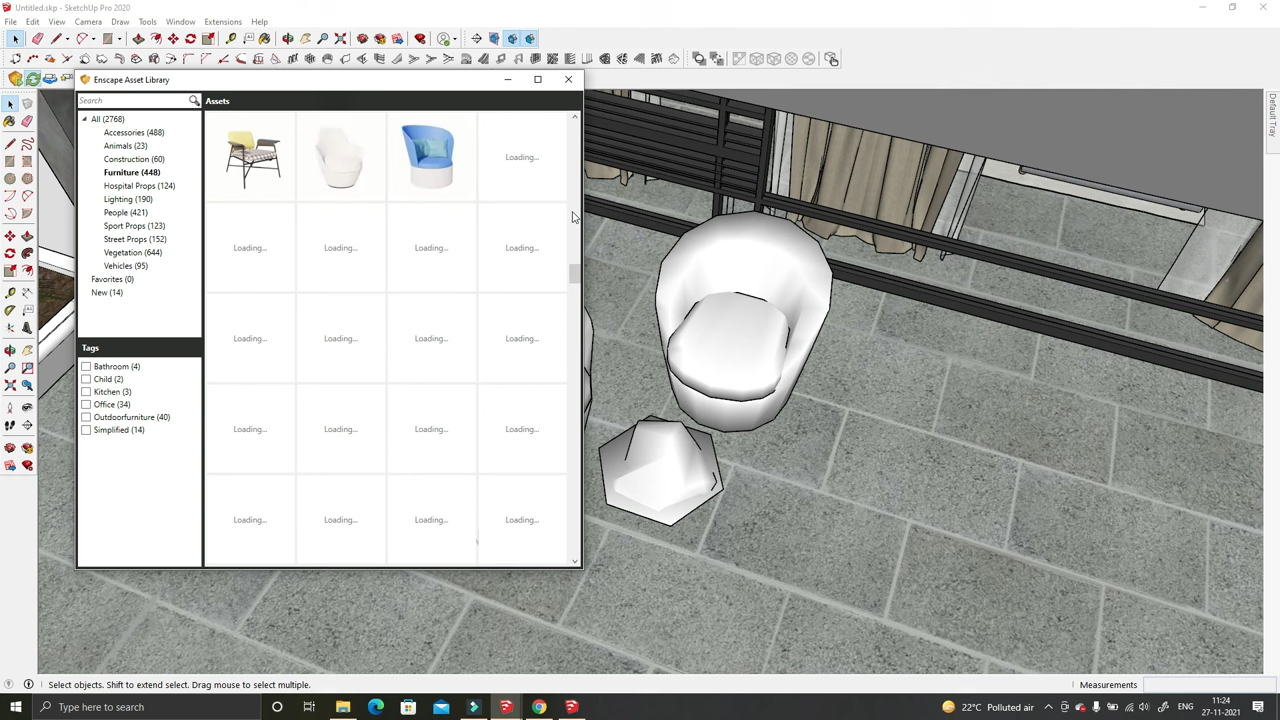 Untitled.skp - SketchUp Pro 2020
File Edit View Camera Draw Tools Window Extensions Help
Enscape Asset Library
Search
Assets
All (2768)
Accessories (488)
Animals (23)
Construction (60)
Furniture (448)
Hospital Props (124)
Lighting (190)
People (421)
Sport Props (123)
Street Props (152)
Vegetation (644)
Vehicles (95)
Favorites (0)
New (14)
Loading...
Loading... Loading... Loading... Loading...
Loading... Loading... Loading... Loading...
Loading... Loading... Loading... Loading...
Loading... Loading... Loading... Loading...
Tags
Bathroom (4)
Child (2)
Kitchen (3)
Office (34)
Outdoorfurniture (40)
Simplified (14)
Default Tray
Select objects. Shift to extend select. Drag mouse to select multiple.
Measurements
Type here to search
22°C Polluted air
ENG
11:24
27-11-2021